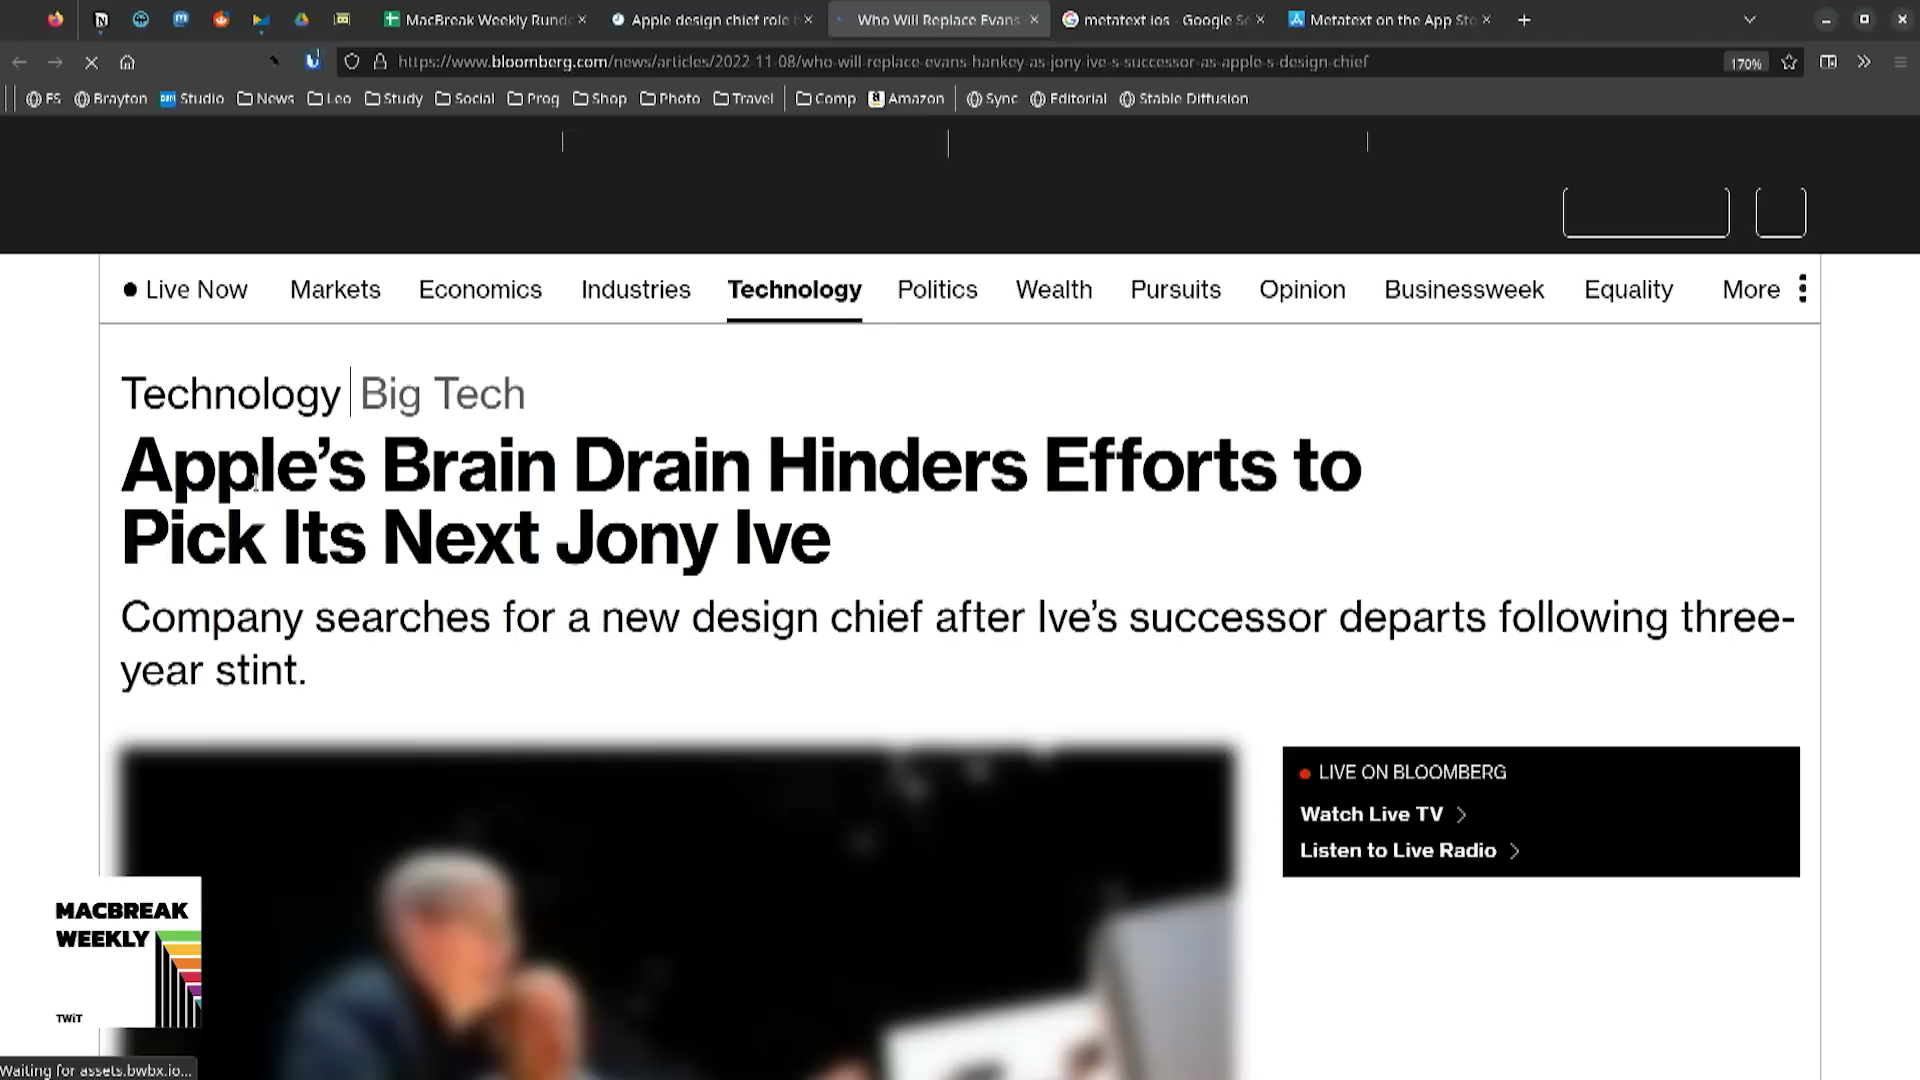 MacBreak Weekly Rund
Apple design chief role
Who Will Replace Evans
metatext ios - Google Se
Metatext on the App Sto
https://www.bloomberg.com/news/articles/2022-11-08/who-will-replace-evans-hankey-as-jony-ive-s-successor-as-apple-s-design-chief
170%
FS Brayton Studio News Leo Study Social Prog Shop Photo Travel Comp Amazon Sync Editorial Stable Diffusion
Live Now Markets Economics Industries Technology Politics Wealth Pursuits Opinion Businessweek Equality More
Technology Big Tech
Apple’s Brain Drain Hinders Efforts to
Pick Its Next Jony Ive
Company searches for a new design chief after Ive’s successor departs following three-
year stint.
LIVE ON BLOOMBERG
Watch Live TV
Listen to Live Radio
MACBREAK
WEEKLY
TWiT
Waiting for assets.bwbx.io...